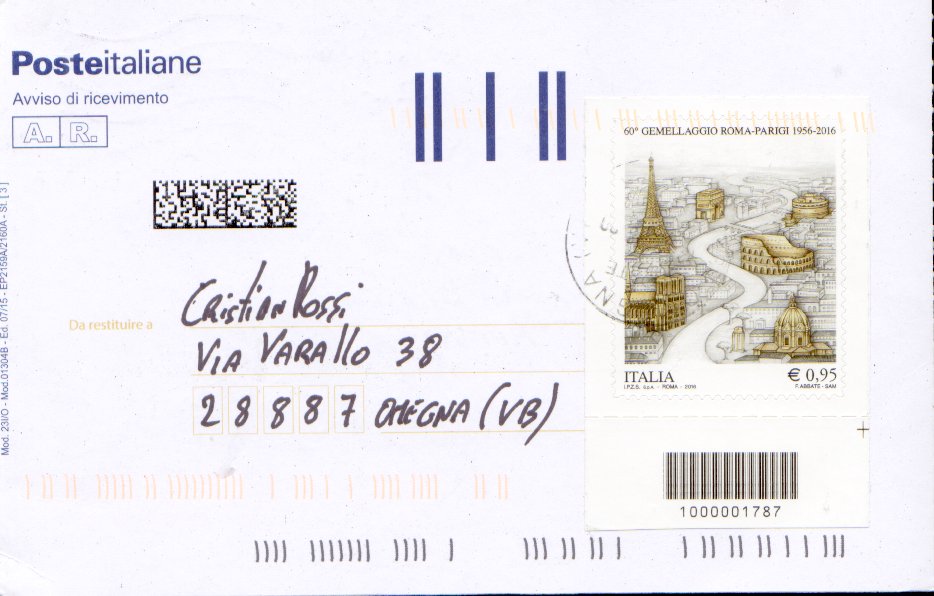 Posteitaliane
Avviso di ricevimento
A. R.
Mod. 23I/O - Mod.01304B - Ed. 07/15 - EP2159A/2160A - St. [3]
Da restituire a
Cristian Rossi
VIA VARAllO 38
28887 OMEGNA (VB)
60° GEMELLAGGIO ROMA-PARIGI 1956-2016
ITALIA
€ 0,95
I.P.Z.S. S.p.A. - ROMA - 2016
F. ABBATE - SAM
1000001787